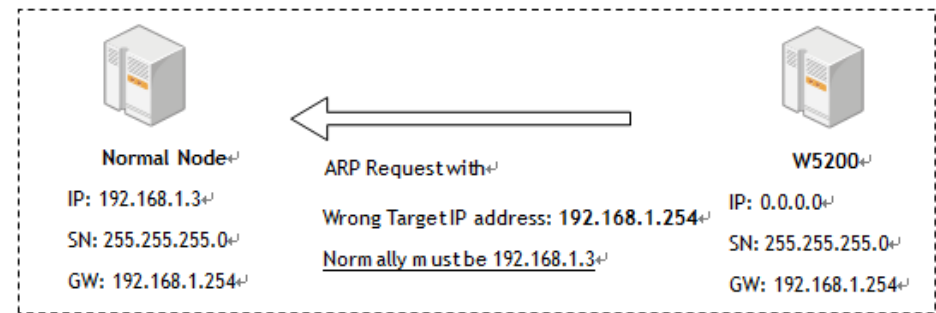 Normal Node↵
IP: 192.168.1.3↵
SN: 255.255.255.0↵
GW: 192.168.1.254↵
ARP Request with↵
Wrong Target IP address: 192.168.1.254↵
Normally must be 192.168.1.3↵
W5200↵
IP: 0.0.0.0↵
SN: 255.255.255.0↵
GW: 192.168.1.254↵